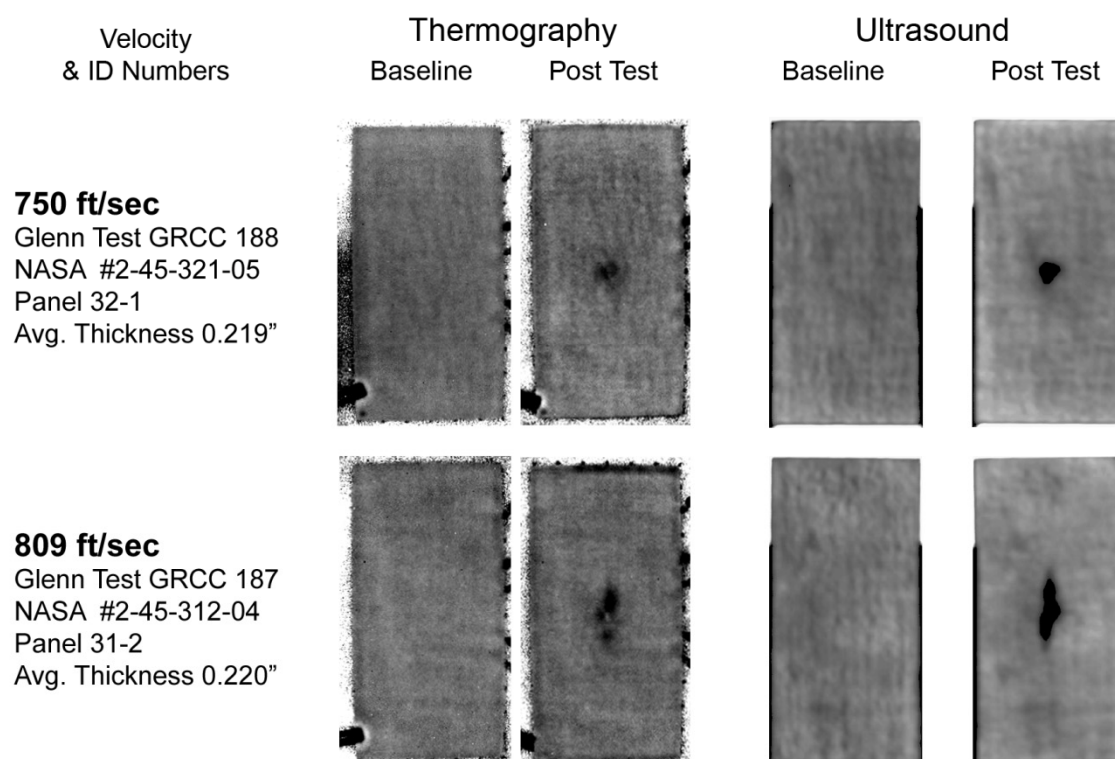 Velocity
& ID Numbers
Thermography
Ultrasound
Baseline
Post Test
Baseline
Post Test
750 ft/sec
Glenn Test GRCC 188
NASA #2-45-321-05
Panel 32-1
Avg. Thickness 0.219”
809 ft/sec
Glenn Test GRCC 187
NASA #2-45-312-04
Panel 31-2
Avg. Thickness 0.220”